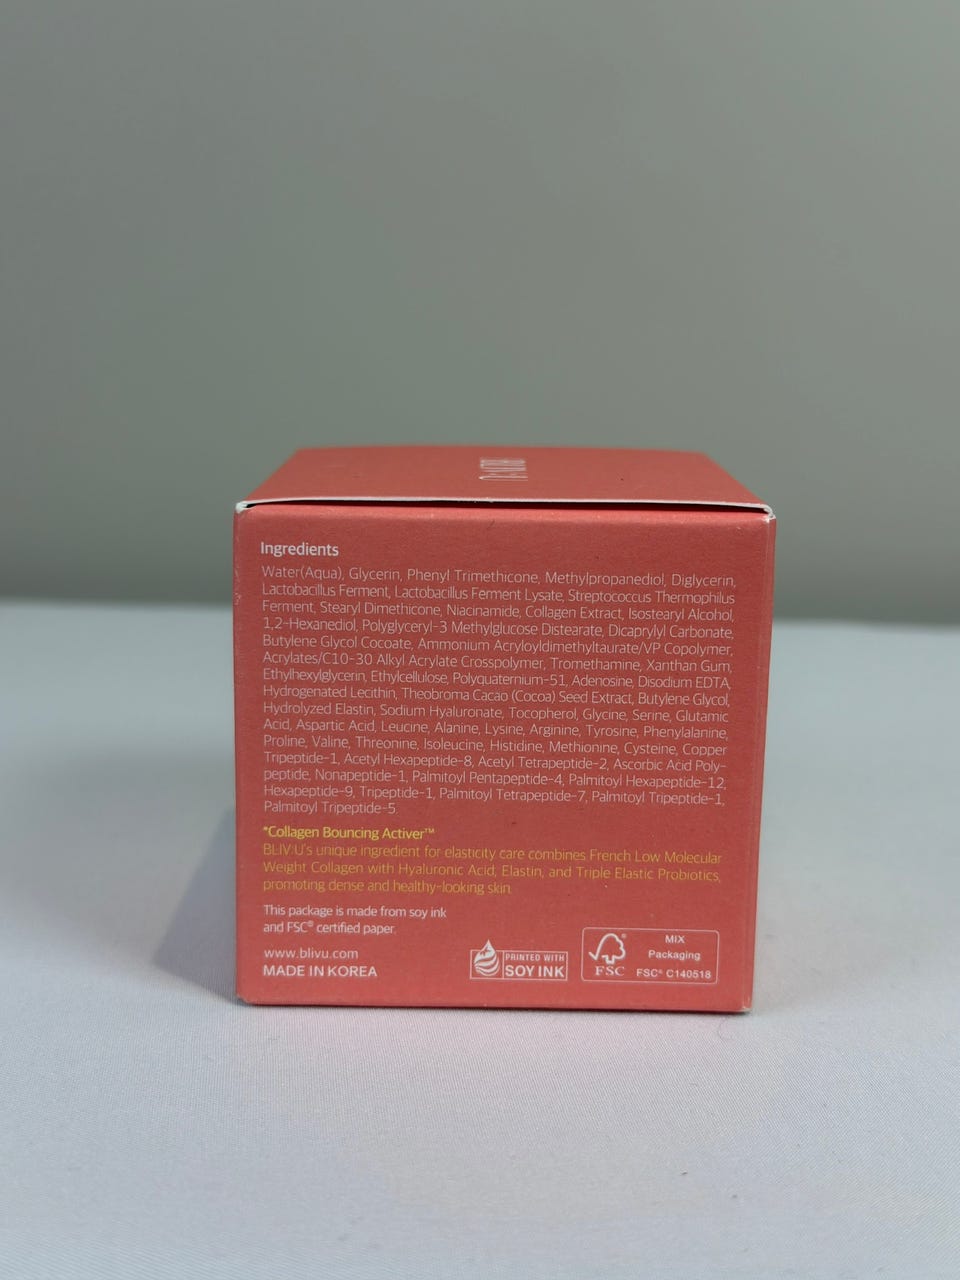 BLIV:U
Ingredients
Water(Aqua), Glycerin, Phenyl Trimethicone, Methylpropanediol, Diglycerin,
Lactobacillus Ferment, Lactobacillus Ferment Lysate, Streptococcus Thermophilus
Ferment, Stearyl Dimethicone, Niacinamide, Collagen Extract, Isostearyl Alcohol,
1,2-Hexanediol, Polyglyceryl-3 Methylglucose Distearate, Dicaprylyl Carbonate,
Butylene Glycol Cocoate, Ammonium Acryloyldimethyltaurate/VP Copolymer,
Acrylates/C10-30 Alkyl Acrylate Crosspolymer, Tromethamine, Xanthan Gum,
Ethylhexylglycerin, Ethylcellulose, Polyquaternium-51, Adenosine, Disodium EDTA,
Hydrogenated Lecithin, Theobroma Cacao (Cocoa) Seed Extract, Butylene Glycol,
Hydrolyzed Elastin, Sodium Hyaluronate, Tocopherol, Glycine, Serine, Glutamic
Acid, Aspartic Acid, Leucine, Alanine, Lysine, Arginine, Tyrosine, Phenylalanine,
Proline, Valine, Threonine, Isoleucine, Histidine, Methionine, Cysteine, Copper
Tripeptide-1, Acetyl Hexapeptide-8, Acetyl Tetrapeptide-2, Ascorbic Acid Poly-
peptide, Nonapeptide-1, Palmitoyl Pentapeptide-4, Palmitoyl Hexapeptide-12,
Hexapeptide-9, Tripeptide-1, Palmitoyl Tetrapeptide-7, Palmitoyl Tripeptide-1,
Palmitoyl Tripeptide-5.
*Collagen Bouncing Activer™
BLIV:U's unique ingredient for elasticity care combines French Low Molecular
Weight Collagen with Hyaluronic Acid, Elastin, and Triple Elastic Probiotics,
promoting dense and healthy-looking skin.
This package is made from soy ink
and FSC® certified paper.
www.blivu.com
MADE IN KOREA
PRINTED WITH
SOY INK
FSC
MIX
Packaging
FSC® C140518